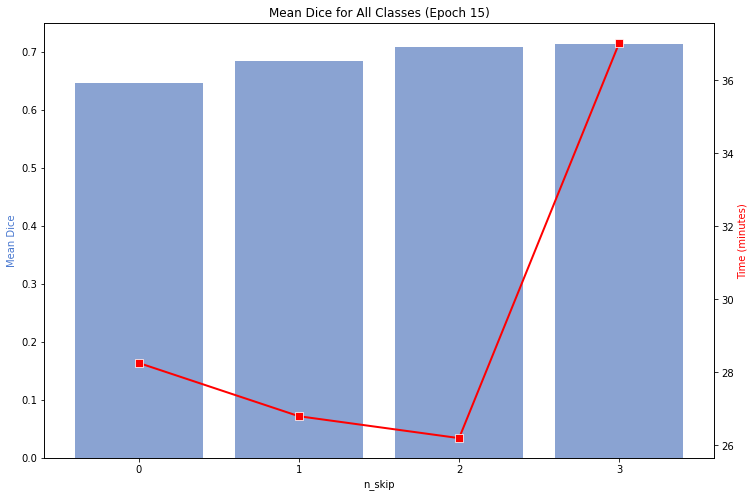 Mean Dice for All Classes (Epoch 15)
0.7
0.6
0.5
0.4
0.3
0.2
0.1
0.0
Mean Dice
36
34
32
30
28
26
Time (minutes)
0 1 2 3
n_skip